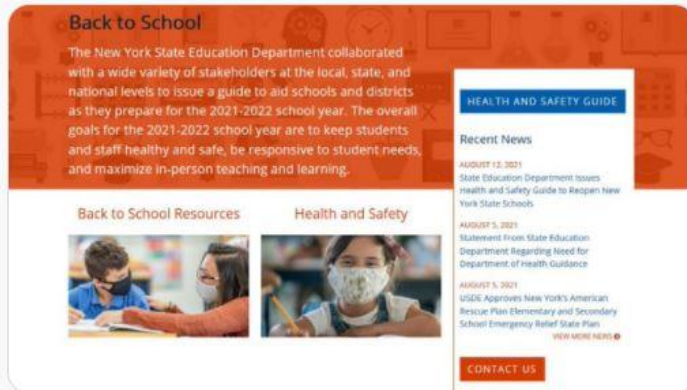 Back to School
The New York State Education Department collaborated
with a wide variety of stakeholders at the local, state, and
national levels to issue a guide to aid schools and districts
as they prepare for the 2021-2022 school year. The overall
goals for the 2021-2022 school year are to keep students
and staff healthy and safe, be responsive to student needs,
and maximize in-person teaching and learning.
Back to School Resources
Health and Safety
HEALTH AND SAFETY GUIDE
Recent News
AUGUST 12, 2021
State Education Department Issues
Health and Safety Guide to Reopen New
York State Schools
AUGUST 5, 2021
Statement From State Education
Department Regarding Need for
Department of Health Guidance
AUGUST 5, 2021
USDE Approves New York's American
Rescue Plan Elementary and Secondary
School Emergency Relief State Plan
VIEW MORE NEWS
CONTACT US